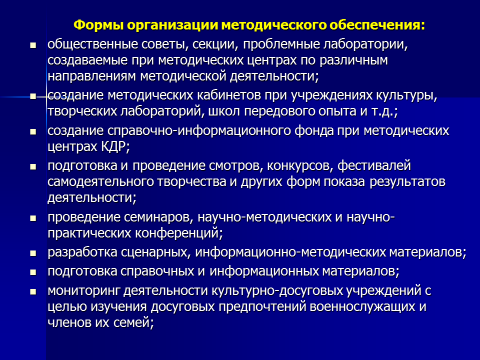 Формы организации методического обеспечения:
общественные советы, секции, проблемные лаборатории,
создаваемые при методических центрах по различным
направлениям методической деятельности;
создание методических кабинетов при учреждениях культуры,
творческих лабораторий, школ передового опыта и т.д.;
создание справочно-информационного фонда при методических
центрах КДР;
подготовка и проведение смотров, конкурсов, фестивалей
самодеятельного творчества и других форм показа результатов
деятельности;
проведение семинаров, научно-методических и научно-
практических конференций;
разработка сценарных, информационно-методических материалов;
подготовка справочных и информационных материалов;
мониторинг деятельности культурно-досуговых учреждений с
целью изучения досуговых предпочтений военнослужащих и
членов их семей;